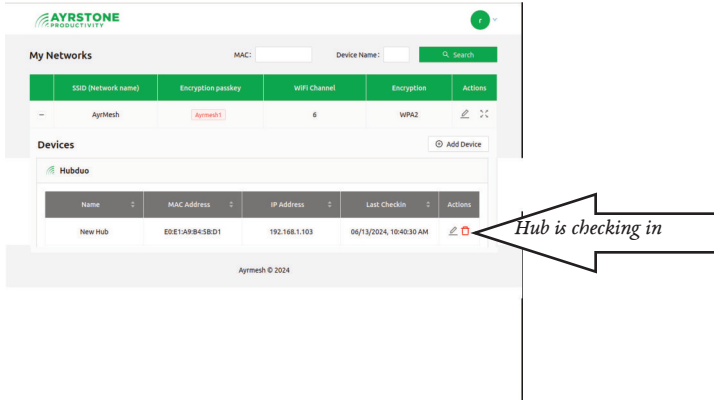 AYRSTONE
PRODUCTIVITY
r
My Networks MAC: Device Name: Search
SSID (Network name) Encryption passkey WiFi Channel Encryption Actions
AyrMesh Ayrmesh1 6 WPA2
Devices Add Device
Hubduo
Name MAC Address IP Address Last Checkin Actions
New Hub E0:E1:A9:B4:5B:D1 192.168.1.103 06/13/2024, 10:40:30 AM
Hub is checking in
Ayrmesh © 2024